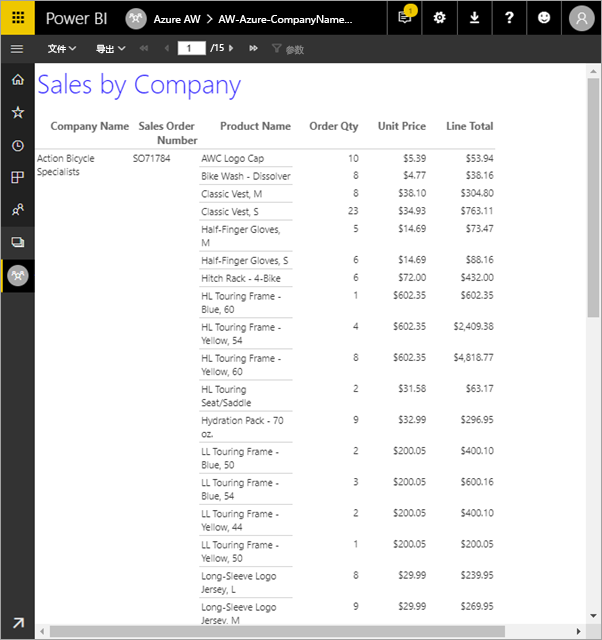 Power BI Azure AW > AW-Azure-CompanyName... 1 ?
文件 导出 1 /15 参数
Sales by Company
Company Name Sales Order Product Name Order Qty Unit Price Line Total
Number
Action Bicycle SO71784 AWC Logo Cap 10 $5.39 $53.94
Specialists Bike Wash - Dissolver 8 $4.77 $38.16
Classic Vest, M 8 $38.10 $304.80
Classic Vest, S 23 $34.93 $763.11
Half-Finger Gloves, 5 $14.69 $73.47
M
Half-Finger Gloves, S 6 $14.69 $88.16
Hitch Rack - 4-Bike 6 $72.00 $432.00
HL Touring Frame - 1 $602.35 $602.35
Blue, 60
HL Touring Frame - 4 $602.35 $2,409.38
Yellow, 54
HL Touring Frame - 8 $602.35 $4,818.77
Yellow, 60
HL Touring 2 $31.58 $63.17
Seat/Saddle
Hydration Pack - 70 9 $32.99 $296.95
oz.
LL Touring Frame - 2 $200.05 $400.10
Blue, 50
LL Touring Frame - 3 $200.05 $600.16
Blue, 54
LL Touring Frame - 2 $200.05 $400.10
Yellow, 44
LL Touring Frame - 1 $200.05 $200.05
Yellow, 50
Long-Sleeve Logo 8 $29.99 $239.95
Jersey, L
Long-Sleeve Logo 9 $29.99 $269.95
Jersey, M